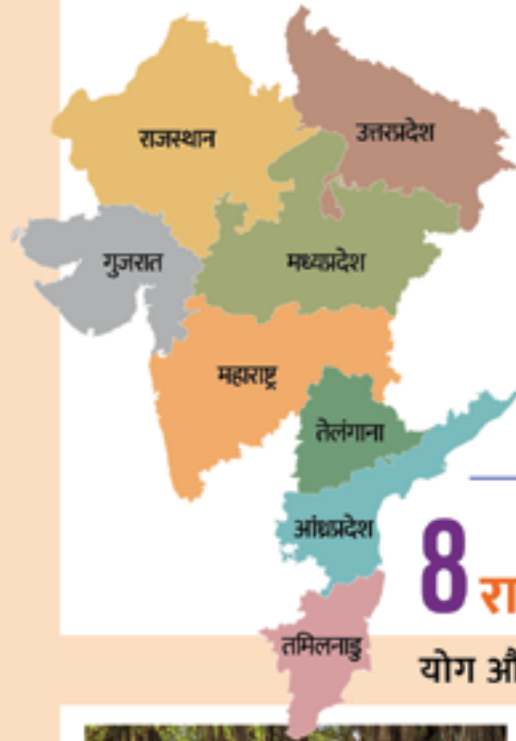 राजस्थान
उत्तरप्रदेश
गुजरात
मध्यप्रदेश
महाराष्ट्र
तेलंगाना
आंध्रप्रदेश
8 रा
तमिलनाडु
योग औ